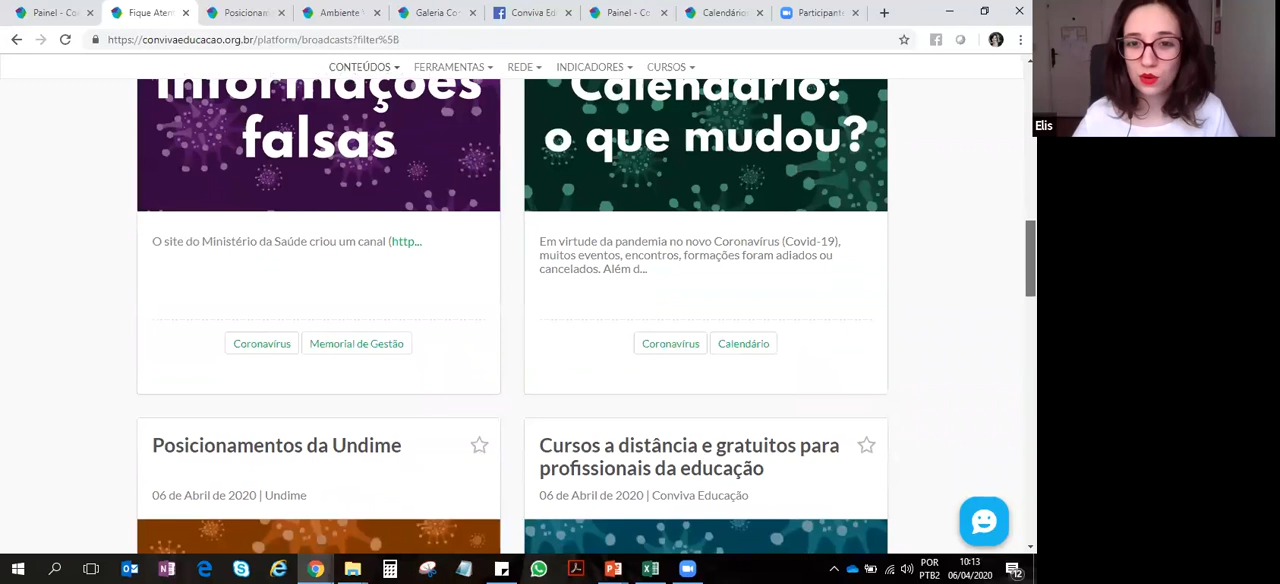 Painel - Co
Fique Aten
Posicionam
Ambiente V
Galeria Co
Conviva Ed
Painel - Co
Calendário
Participant
https://convivaeducacao.org.br/platform/broadcasts?filter%5B
CONTEÚDOS FERRAMENTAS REDE INDICADORES CURSOS
Informações
falsas
Calendário:
o que mudou?
O site do Ministério da Saúde criou um canal (http...
Em virtude da pandemia no novo Coronavírus (Covid-19),
muitos eventos, encontros, formações foram adiados ou
cancelados. Além d...
Coronavírus
Memorial de Gestão
Coronavírus
Calendário
Posicionamentos da Undime
06 de Abril de 2020 | Undime
Cursos a distância e gratuitos para
profissionais da educação
06 de Abril de 2020 | Conviva Educação
Elis
POR
PTB2
10:13
06/04/2020
12